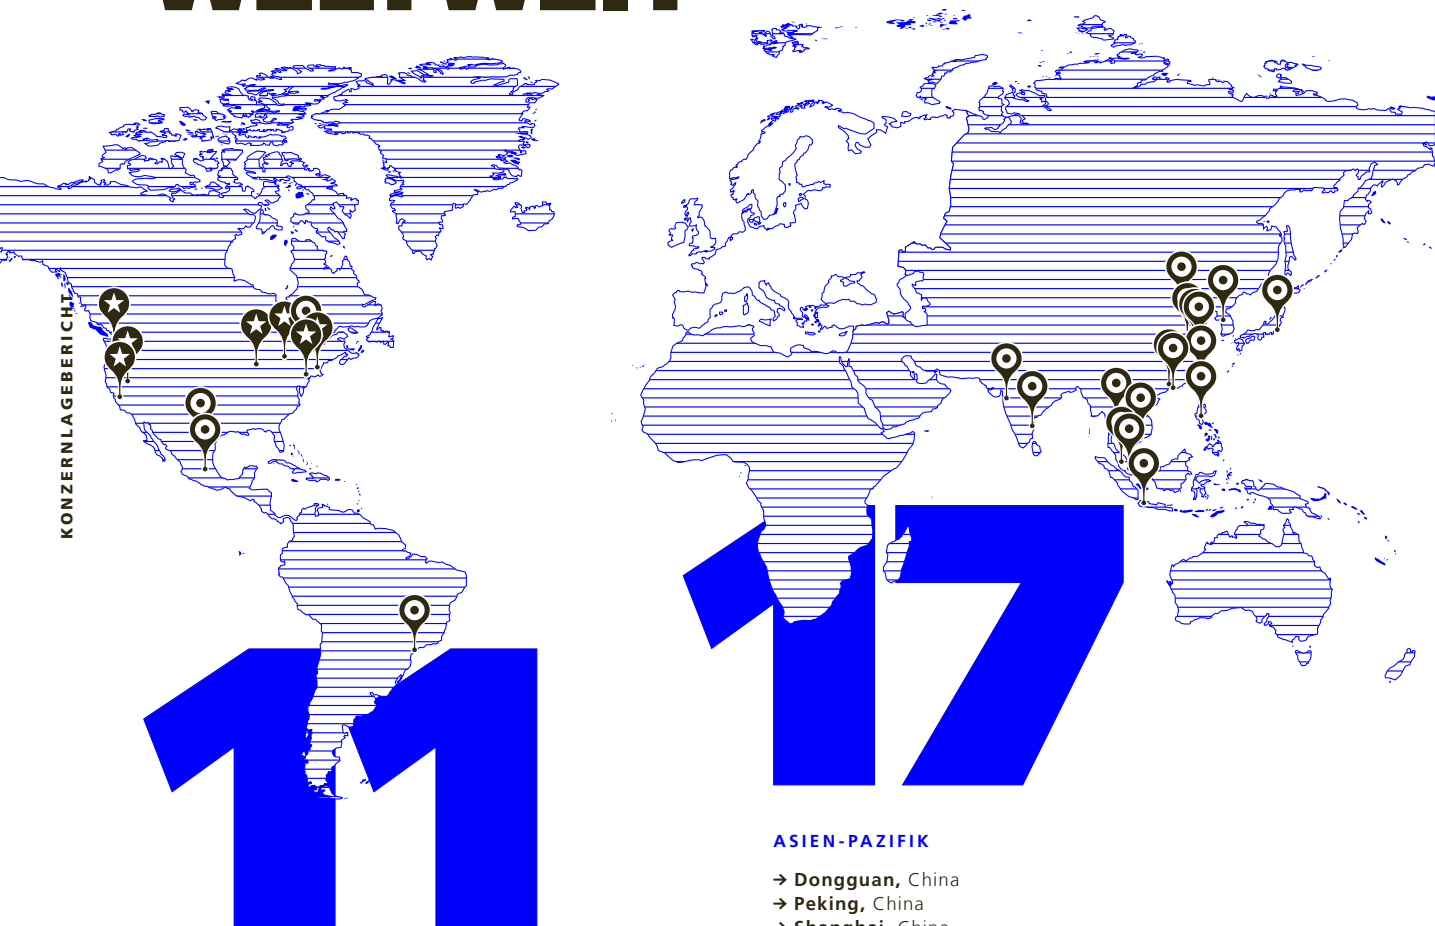 KONZERNLAGEBERICHT
11
17
ASIEN-PAZIFIK
→ Dongguan, China
→ Peking, China